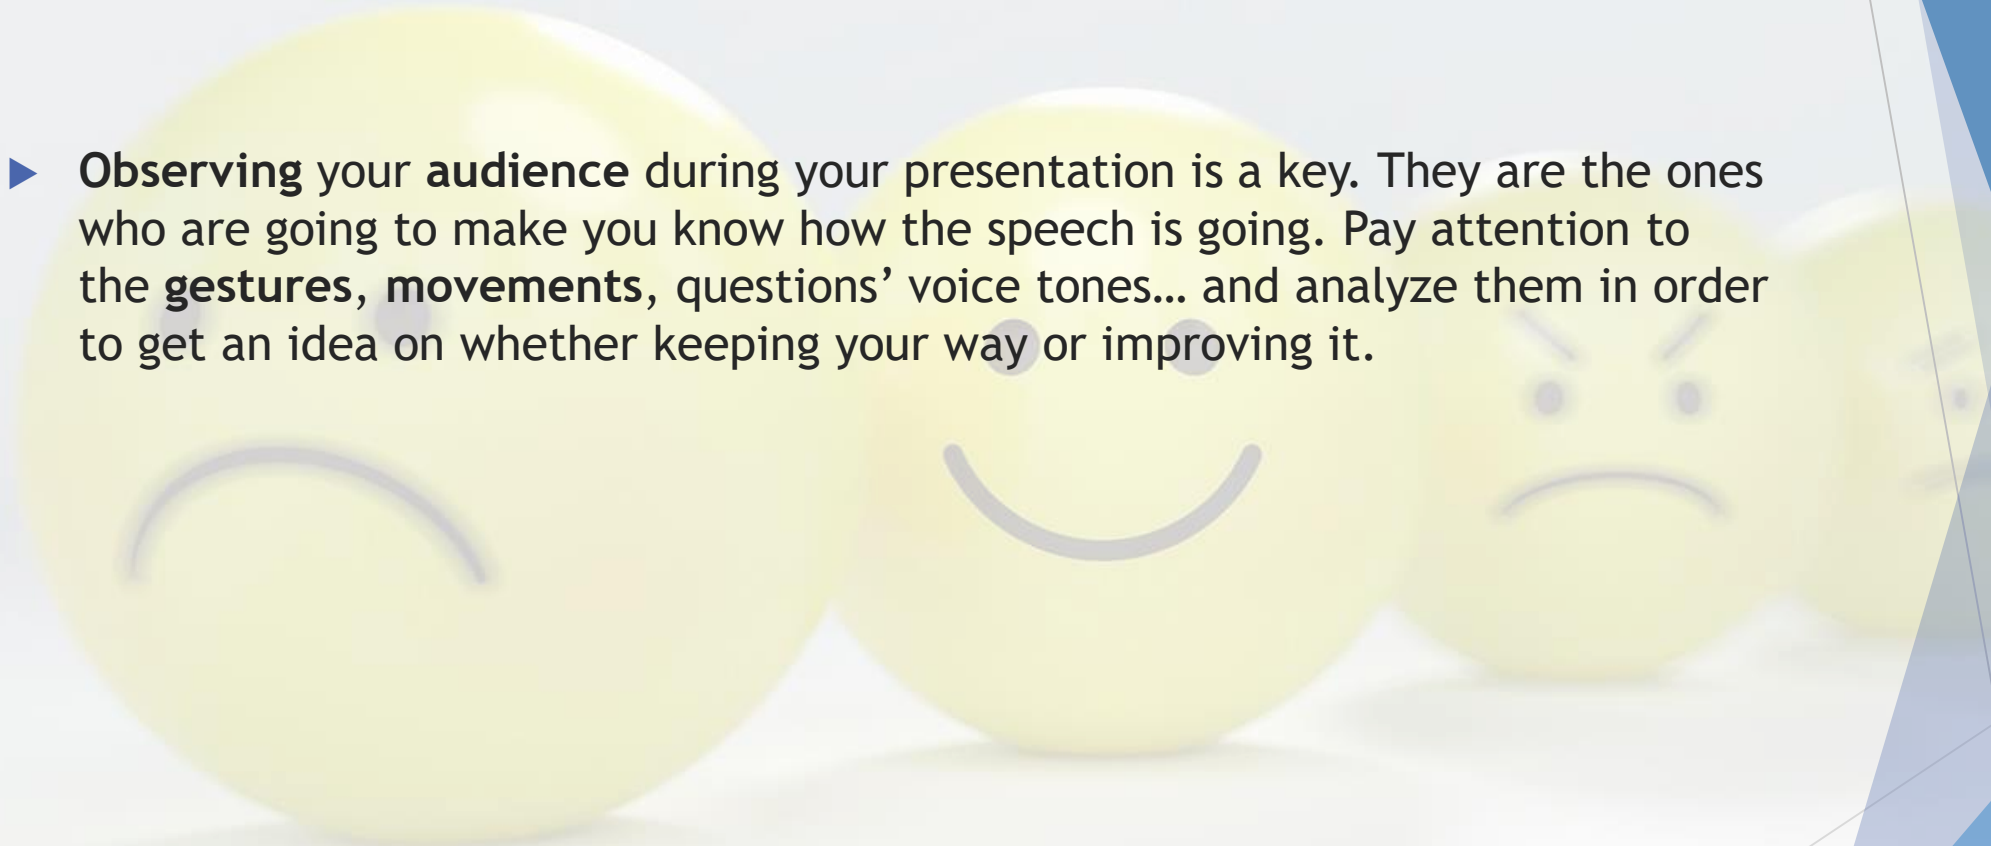 Observing your audience during your presentation is a key. They are the ones
who are going to make you know how the speech is going. Pay attention to
the gestures, movements, questions’ voice tones… and analyze them in order
to get an idea on whether keeping your way or improving it.